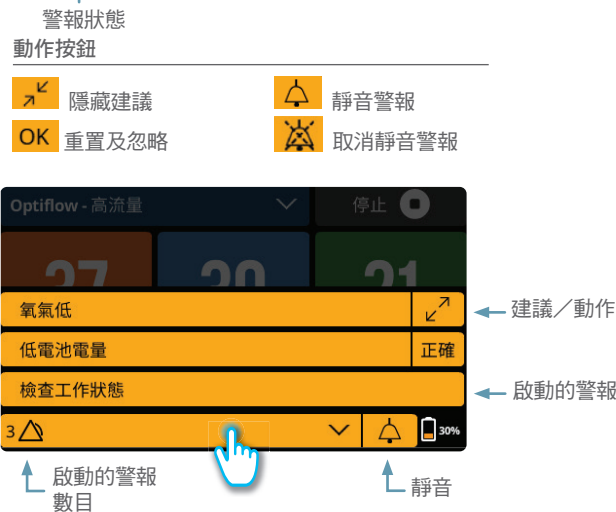 警報狀態
動作按鈕
隱藏建議
靜音警報
OK 重置及忽略
取消靜音警報
Optiflow - 高流量
停止
27 30 21
氧氣低
建議／動作
低電池電量
正確
檢查工作狀態
啟動的警報
3
30%
啟動的警報
數目
靜音